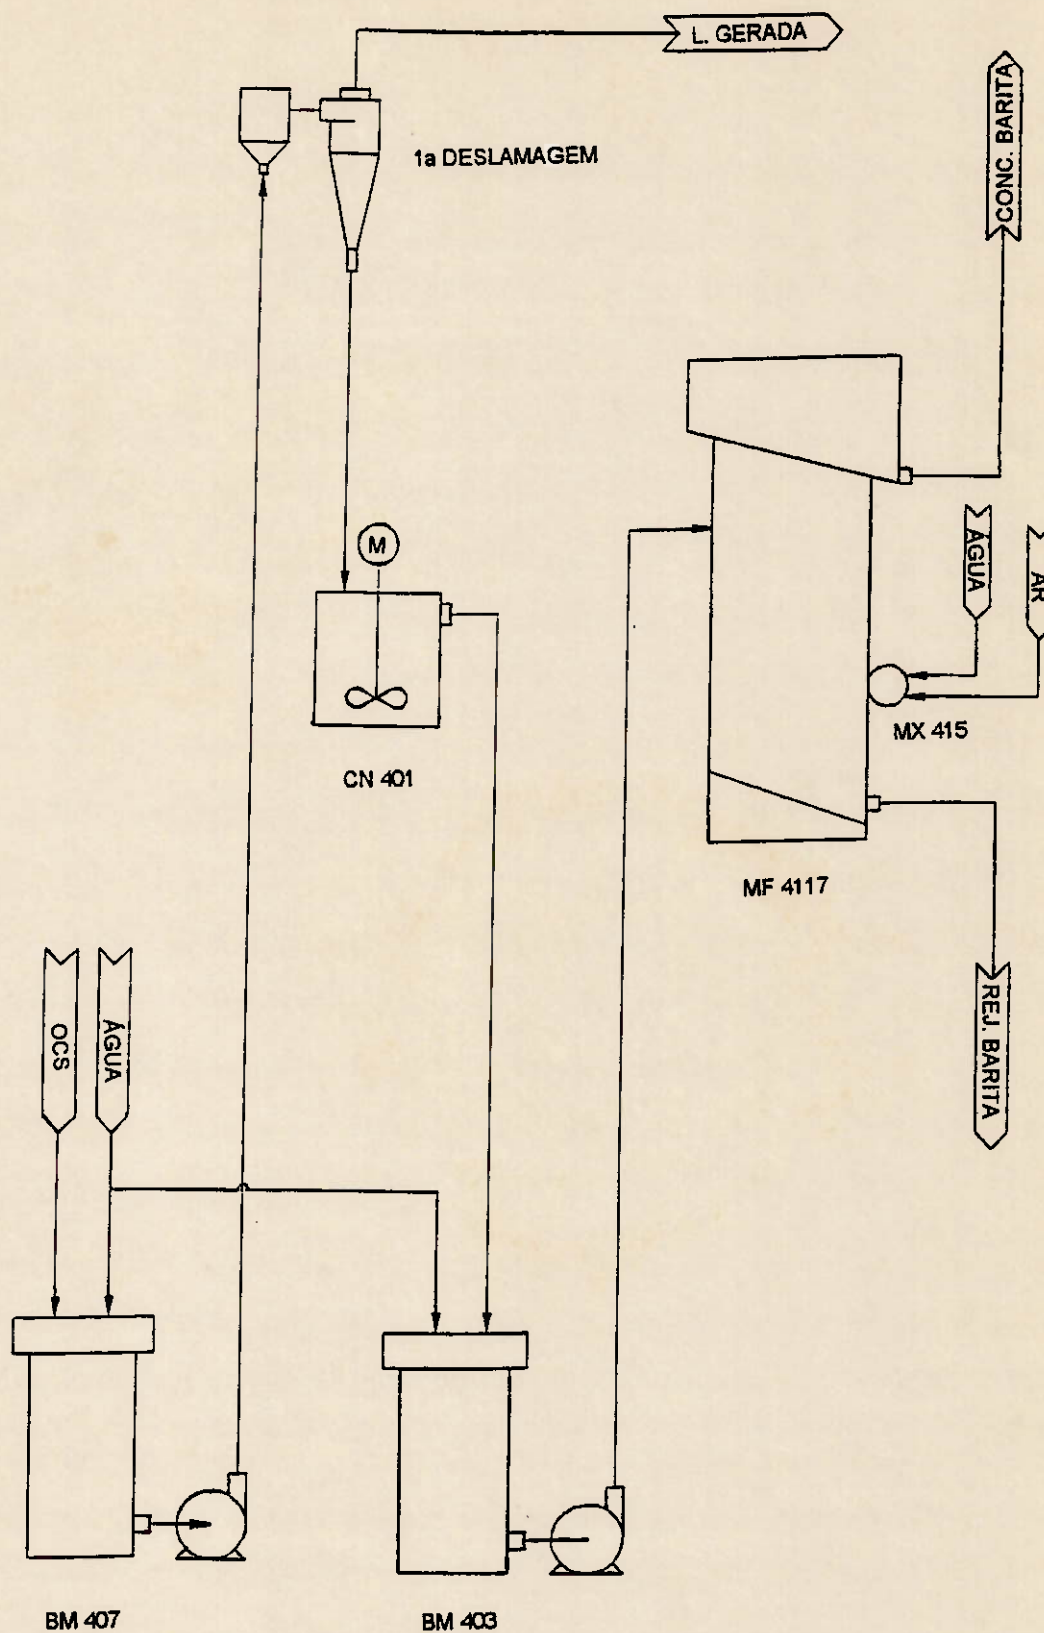 L. GERADA
CONC. BARITA
1a DESLAMAGEM
M
ÁGUA
AR
MX 415
CN 401
MF 4117
OCS
ÁGUA
REJ. BARITA
BM 407
BM 403